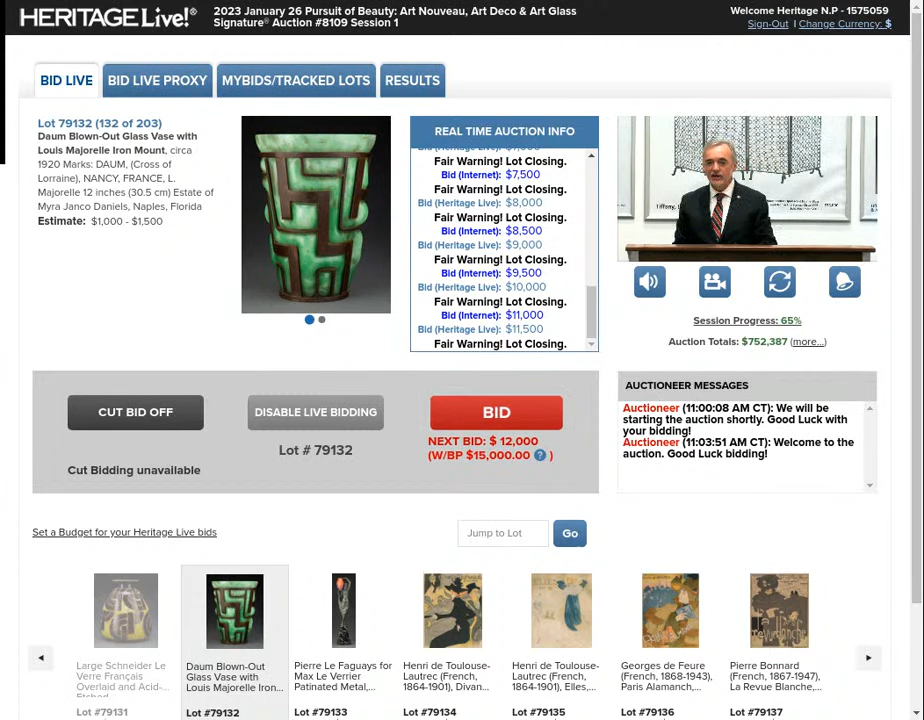 HERITAGE Live!®
2023 January 26 Pursuit of Beauty: Art Nouveau, Art Deco & Art Glass
Signature® Auction #8109 Session 1
Welcome Heritage N.P - 1575059
Sign-Out | Change Currency: $
BID LIVE
BID LIVE PROXY
MYBIDS/TRACKED LOTS
RESULTS
Lot 79132 (132 of 203)
Daum Blown-Out Glass Vase with
Louis Majorelle Iron Mount, circa
1920 Marks: DAUM, (Cross of
Lorraine), NANCY, FRANCE, L.
Majorelle 12 inches (30.5 cm) Estate of
Myra Janco Daniels, Naples, Florida
Estimate: $1,000 - $1,500
REAL TIME AUCTION INFO
Fair Warning! Lot Closing.
Bid (Internet): $7,500
Fair Warning! Lot Closing.
Bid (Heritage Live): $8,000
Fair Warning! Lot Closing.
Bid (Internet): $8,500
Bid (Heritage Live): $9,000
Fair Warning! Lot Closing.
Bid (Internet): $9,500
Bid (Heritage Live): $10,000
Fair Warning! Lot Closing.
Bid (Internet): $11,000
Bid (Heritage Live): $11,500
Fair Warning! Lot Closing.
Session Progress: 65%
Auction Totals: $752,387 (more...)
CUT BID OFF
DISABLE LIVE BIDDING
BID
Lot # 79132
NEXT BID: $ 12,000
(W/BP $15,000.00 ? )
Cut Bidding unavailable
AUCTIONEER MESSAGES
Auctioneer (11:00:08 AM CT): We will be
starting the auction shortly. Good Luck with
your bidding!
Auctioneer (11:03:51 AM CT): Welcome to the
auction. Good Luck bidding!
Set a Budget for your Heritage Live bids
Jump to Lot
Go
Large Schneider Le
Verre Français
Overlaid and Acid-
Etched
Lot #79131
Daum Blown-Out
Glass Vase with
Louis Majorelle Iron...
Lot #79132
Pierre Le Faguays for
Max Le Verrier
Patinated Metal,...
Lot #79133
Henri de Toulouse-
Lautrec (French,
1864-1901), Divan...
Lot #79134
Henri de Toulouse-
Lautrec (French,
1864-1901), Elles,...
Lot #79135
Georges de Feure
(French, 1868-1943),
Paris Alamanch,...
Lot #79136
Pierre Bonnard
(French, 1867-1947),
La Revue Blanche,...
Lot #79137